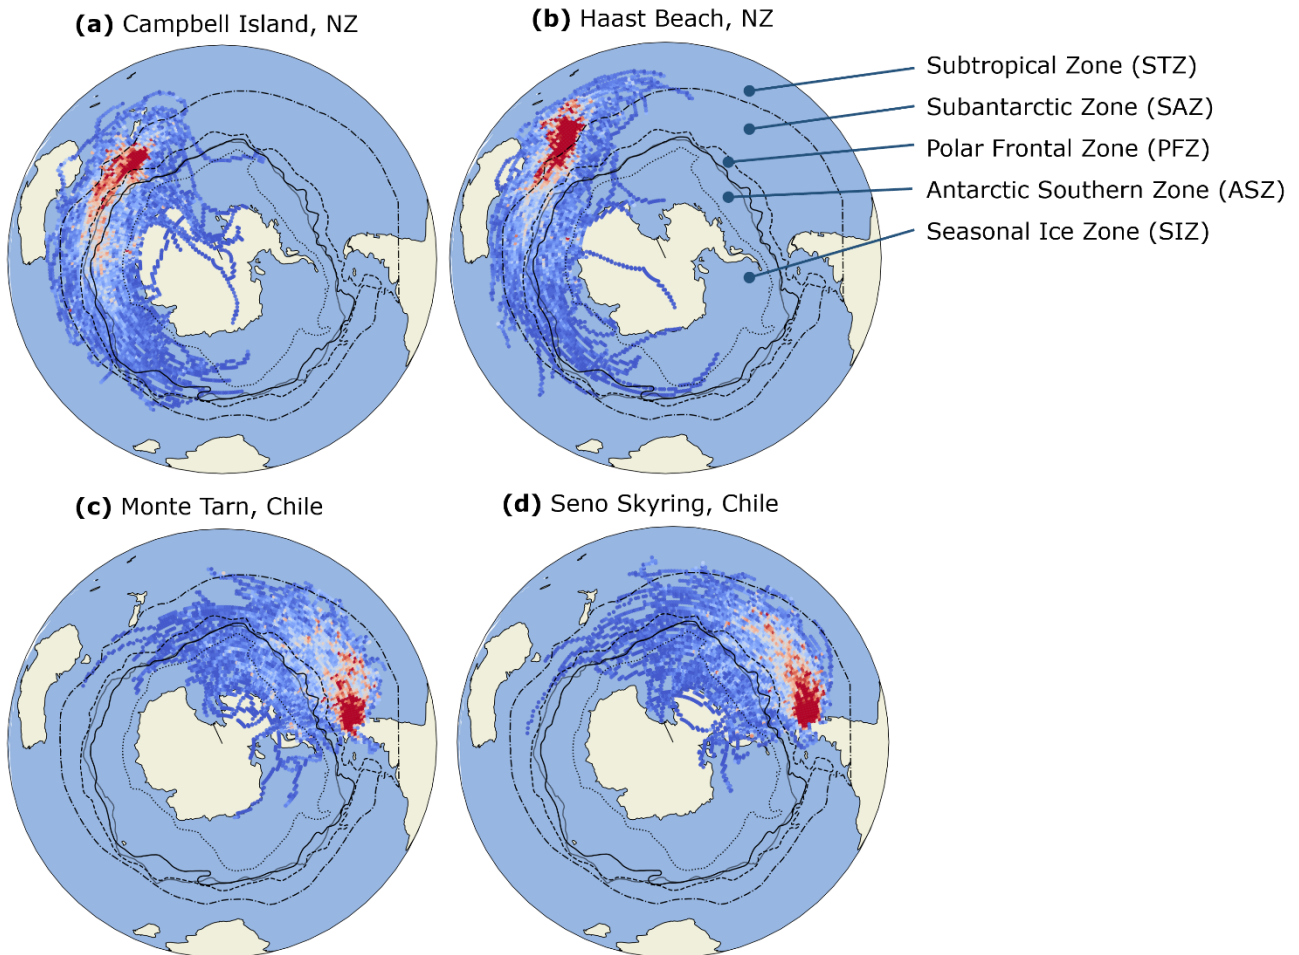 (a) Campbell Island, NZ
(b) Haast Beach, NZ
Subtropical Zone (STZ)
Subantarctic Zone (SAZ)
Polar Frontal Zone (PFZ)
Antarctic Southern Zone (ASZ)
Seasonal Ice Zone (SIZ)
(c) Monte Tarn, Chile
(d) Seno Skyring, Chile